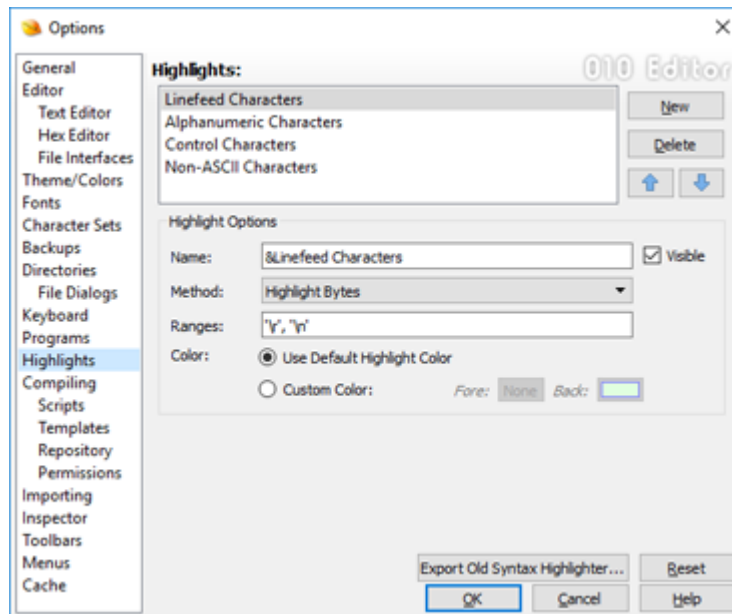 Options
General
Editor
Text Editor
Hex Editor
File Interfaces
Theme/Colors
Fonts
Character Sets
Backups
Directories
File Dialogs
Keyboard
Programs
Highlights
Compiling
Scripts
Templates
Repository
Permissions
Importing
Inspector
Toolbars
Menus
Cache
Highlights:
010 Editor
Linefeed Characters
Alphanumeric Characters
Control Characters
Non-ASCII Characters
New
Delete
Highlight Options
Name: &Linefeed Characters Visible
Method: Highlight Bytes
Ranges: '\r', '\n'
Color: Use Default Highlight Color
Custom Color: Fore: None Back:
Export Old Syntax Highlighter... Reset
OK Cancel Help